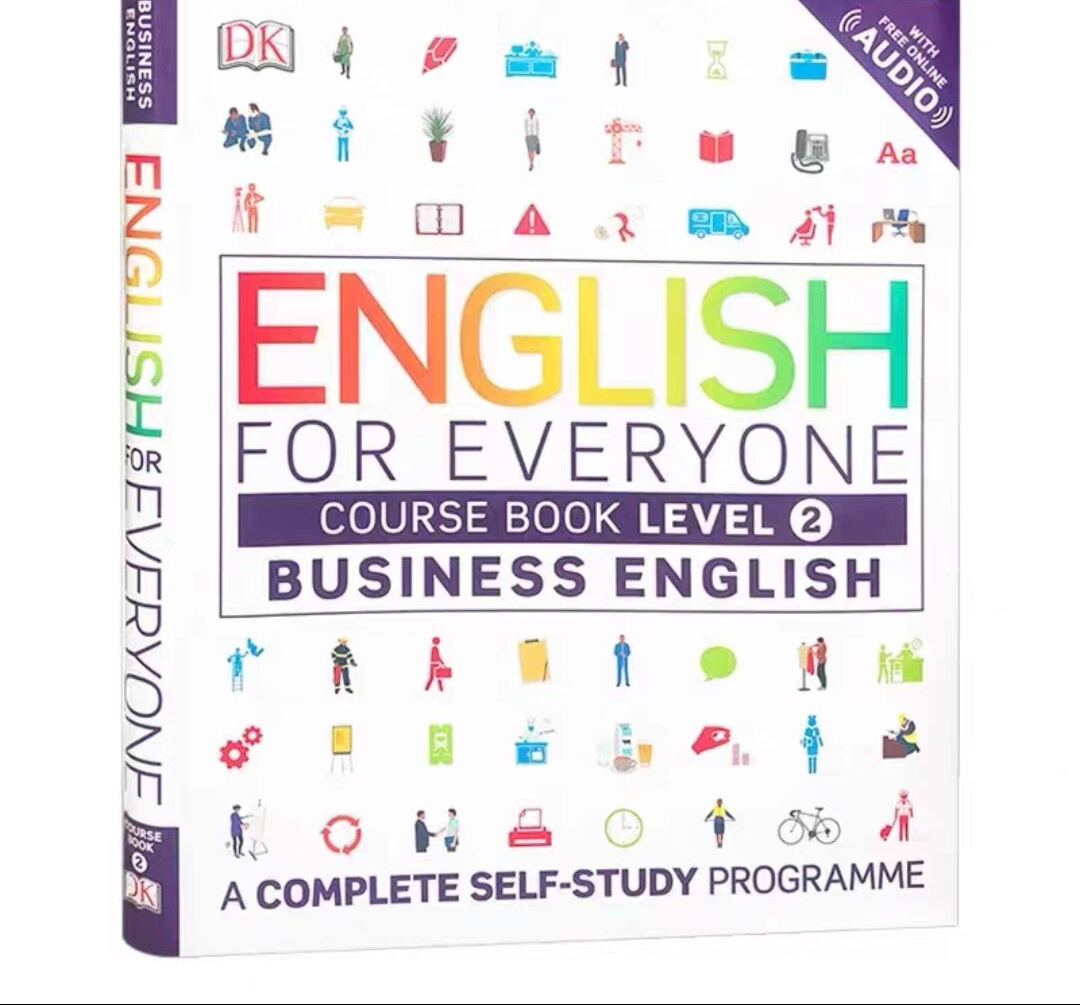 BUSINESS
ENGLISH
ENGLISH FOR EVERYONE
COURSE
BOOK
2
DK
DK
WITH
FREE ONLINE
AUDIO
Aa
ENGLISH
FOR EVERYONE
COURSE BOOK LEVEL 2
BUSINESS ENGLISH
A COMPLETE SELF-STUDY PROGRAMME